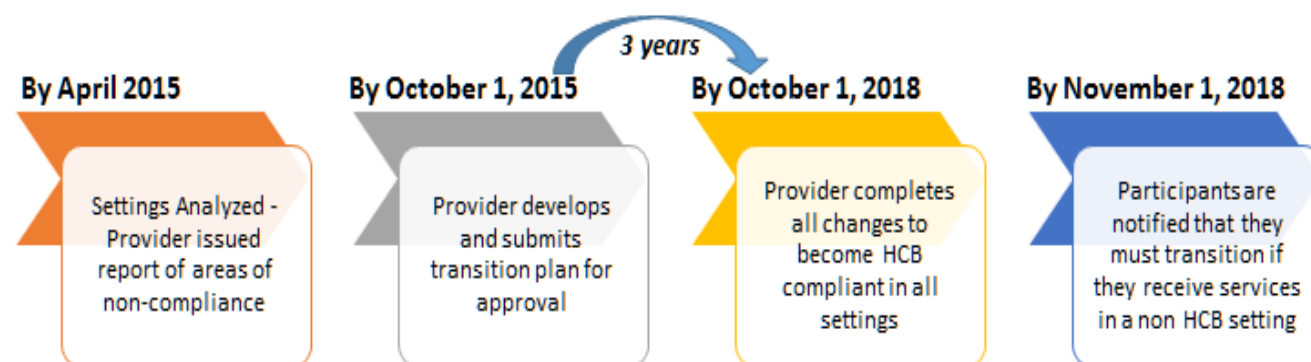 3 years
By April 2015
By October 1, 2015
By October 1, 2018
By November 1, 2018
Settings Analyzed -
Provider issued
report of areas of
non-compliance
Provider develops
and submits
transition plan for
approval
Provider completes
all changes to
become HCB
compliant in all
settings
Participants are
notified that they
must transition if
they receive services
in a non HCB setting